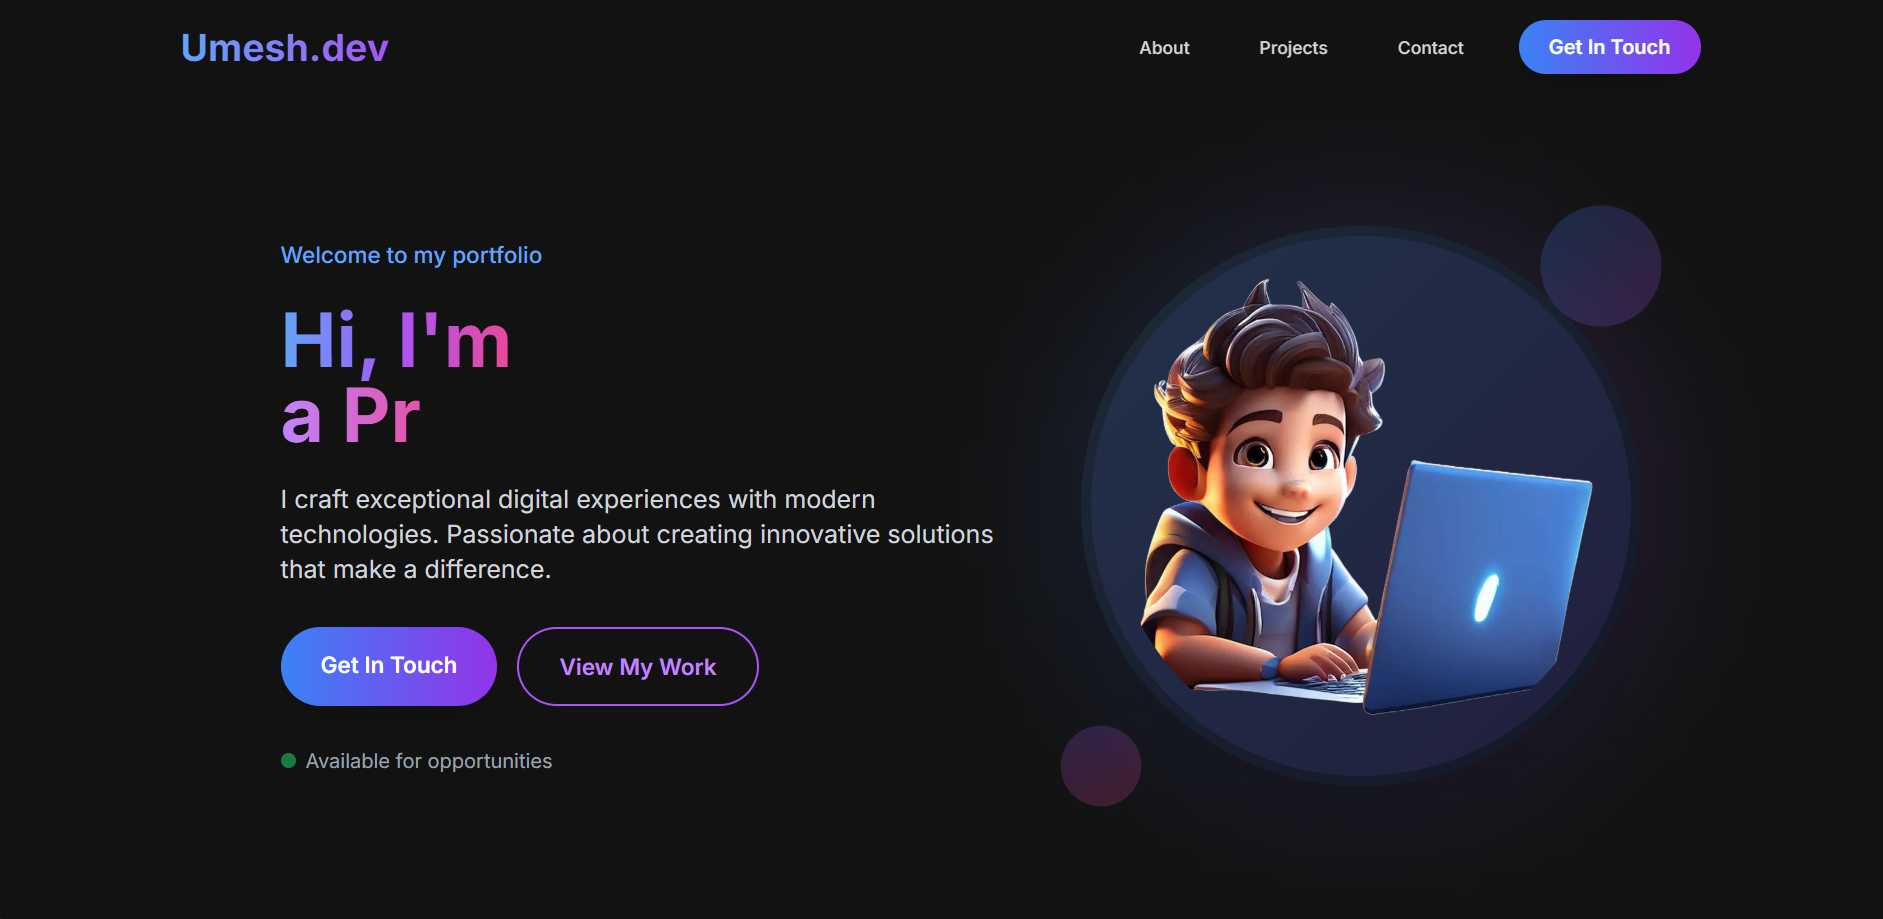 Umesh.dev
About
Projects
Contact
Get In Touch
Welcome to my portfolio
Hi, I'm
a Pr
I craft exceptional digital experiences with modern
technologies. Passionate about creating innovative solutions
that make a difference.
Get In Touch
View My Work
Available for opportunities